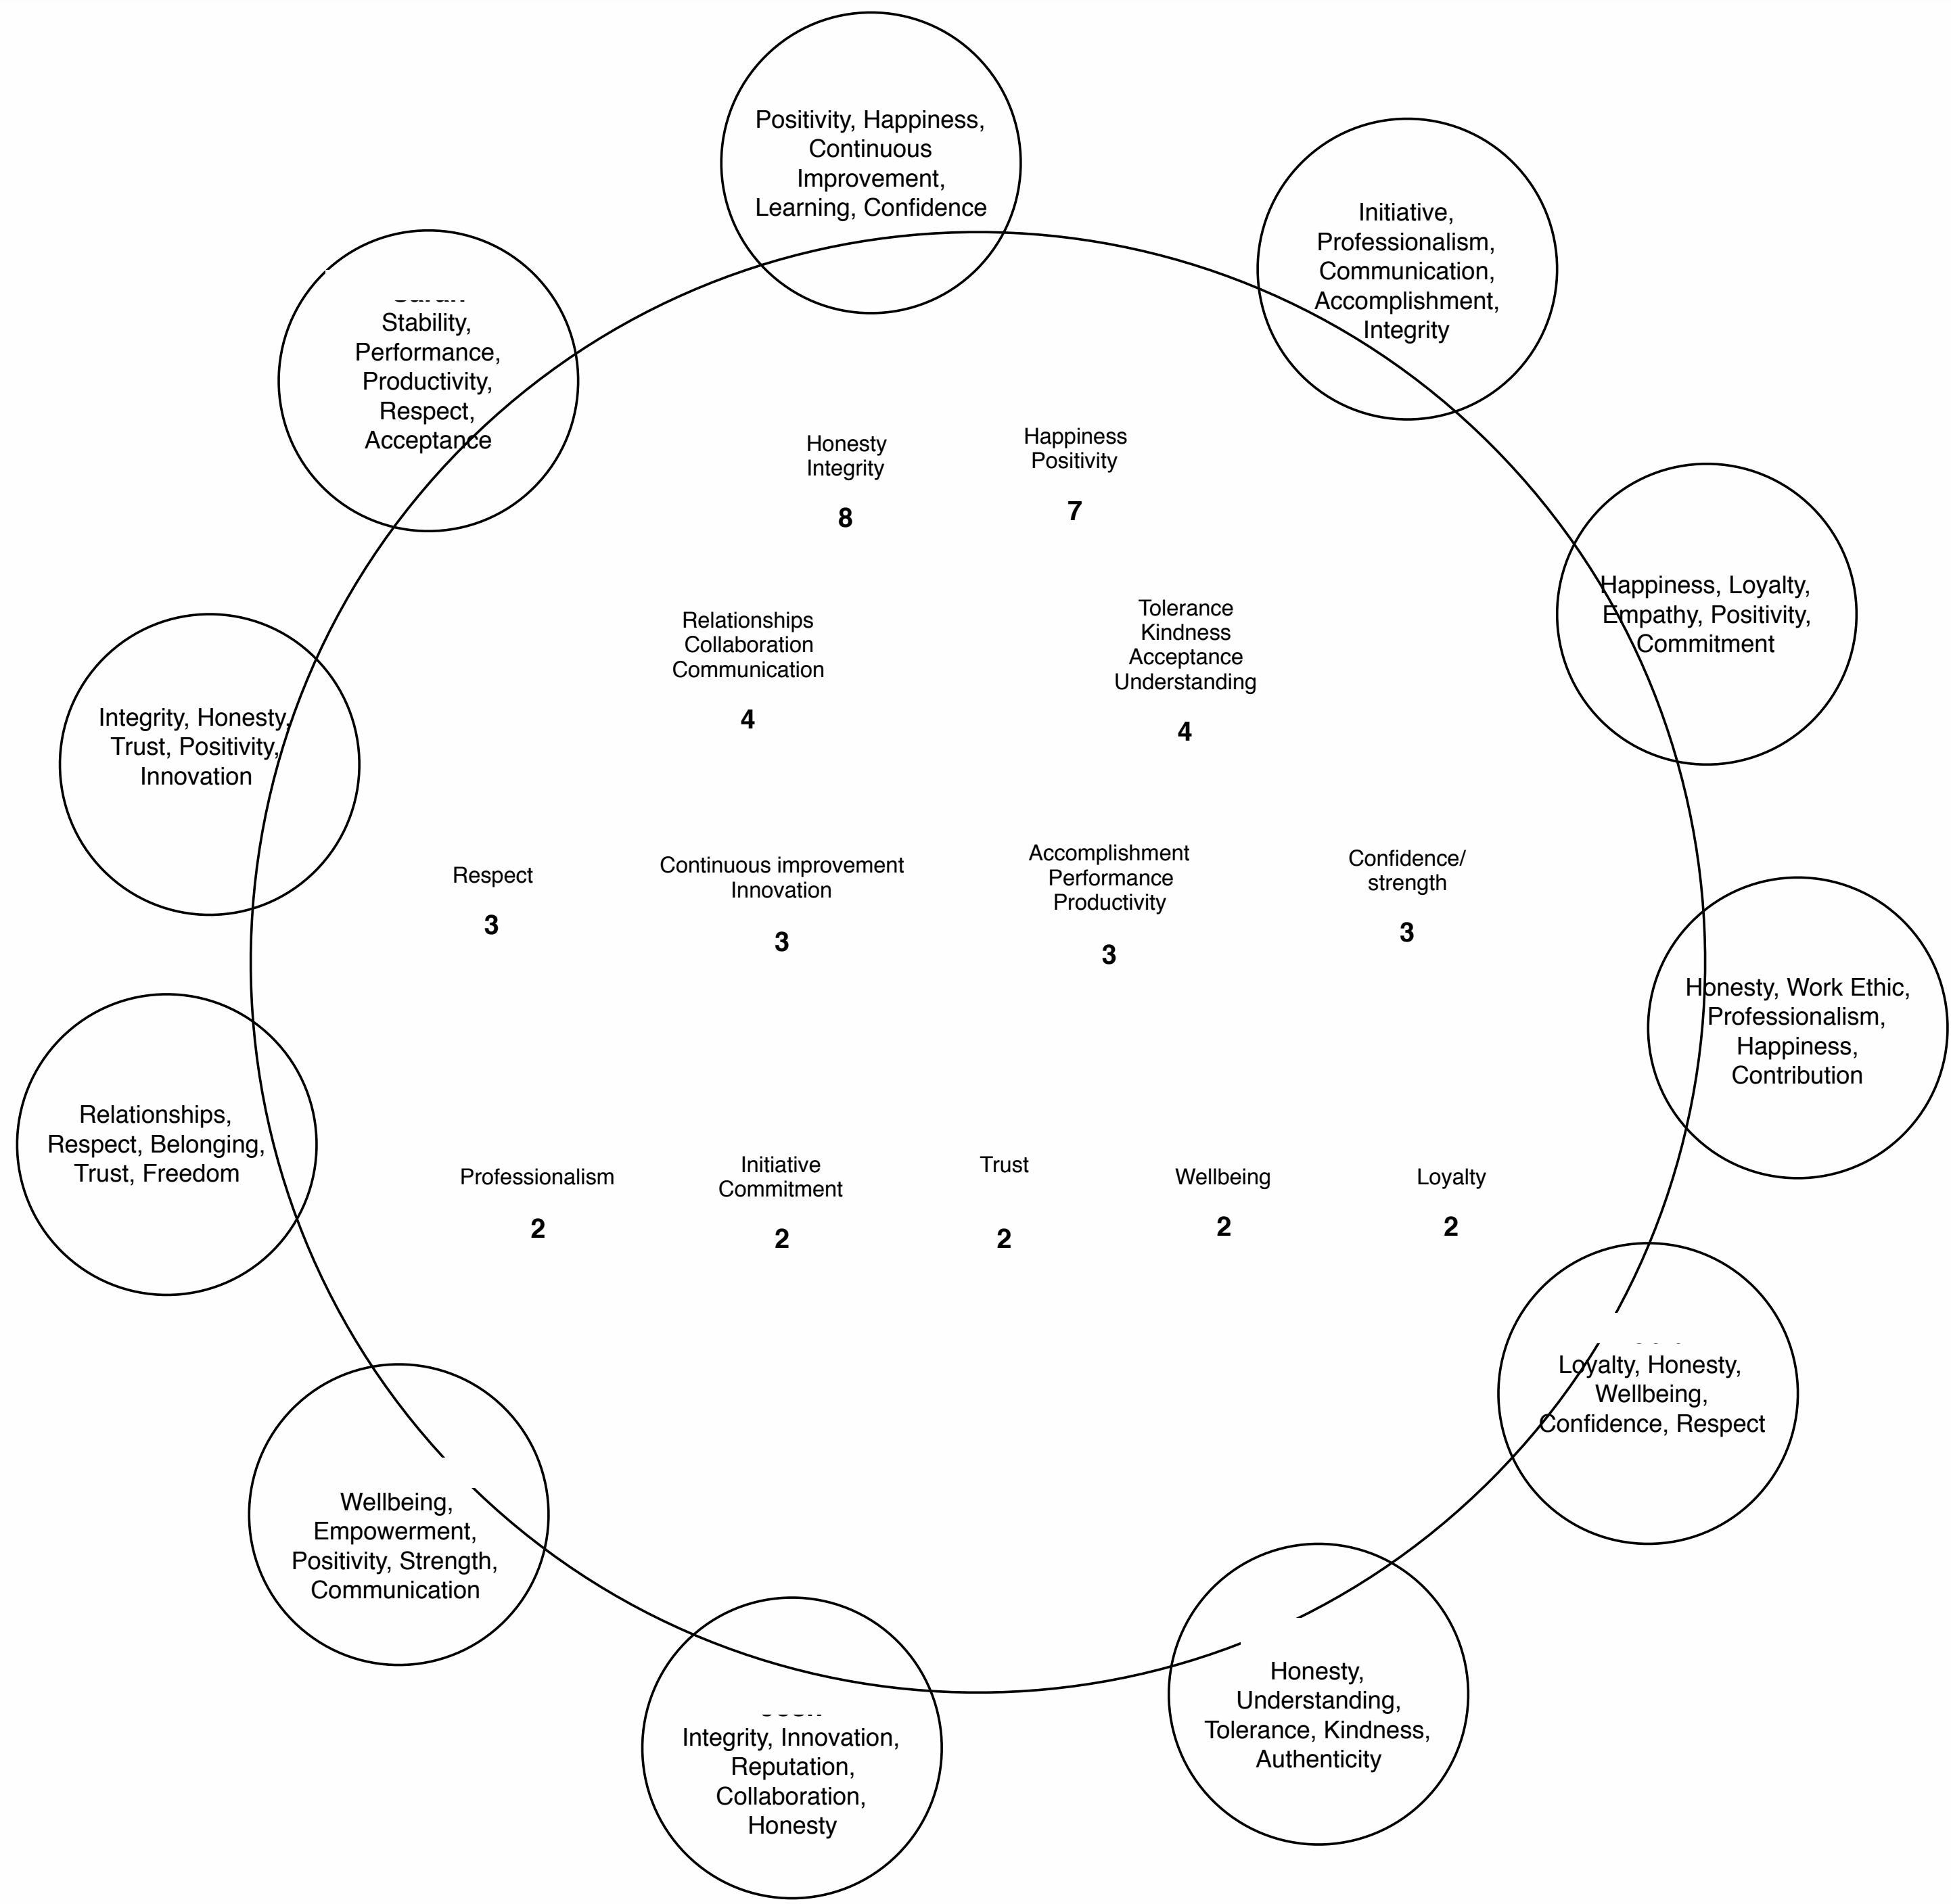 Positivity, Happiness,
Continuous
Improvement,
Learning, Confidence
Initiative,
Professionalism,
Communication,
Accomplishment,
Integrity
Stability,
Performance,
Productivity,
Respect,
Acceptance
Honesty
Integrity
8
Happiness
Positivity
7
Happiness, Loyalty,
Empathy, Positivity,
Commitment
Relationships
Collaboration
Communication
4
Tolerance
Kindness
Acceptance
Understanding
4
Integrity, Honesty,
Trust, Positivity,
Innovation
Respect
3
Continuous improvement
Innovation
3
Accomplishment
Performance
Productivity
3
Confidence/
strength
3
Honesty, Work Ethic,
Professionalism,
Happiness,
Contribution
Relationships,
Respect, Belonging,
Trust, Freedom
Professionalism
2
Initiative
Commitment
2
Trust
2
Wellbeing
2
Loyalty
2
Loyalty, Honesty,
Wellbeing,
Confidence, Respect
Wellbeing,
Empowerment,
Positivity, Strength,
Communication
Honesty,
Understanding,
Tolerance, Kindness,
Authenticity
Integrity, Innovation,
Reputation,
Collaboration,
Honesty